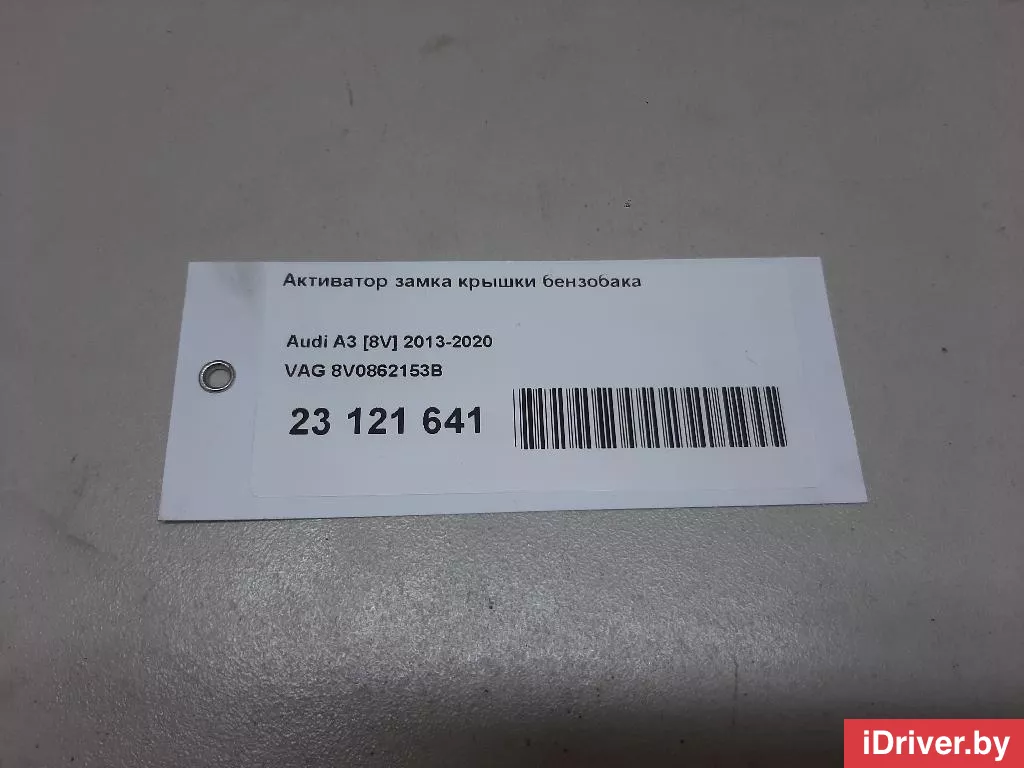 Активатор замка крышки бензобака
Audi A3 [8V] 2013-2020
VAG 8V0862153B
23 121 641
iDriver.by